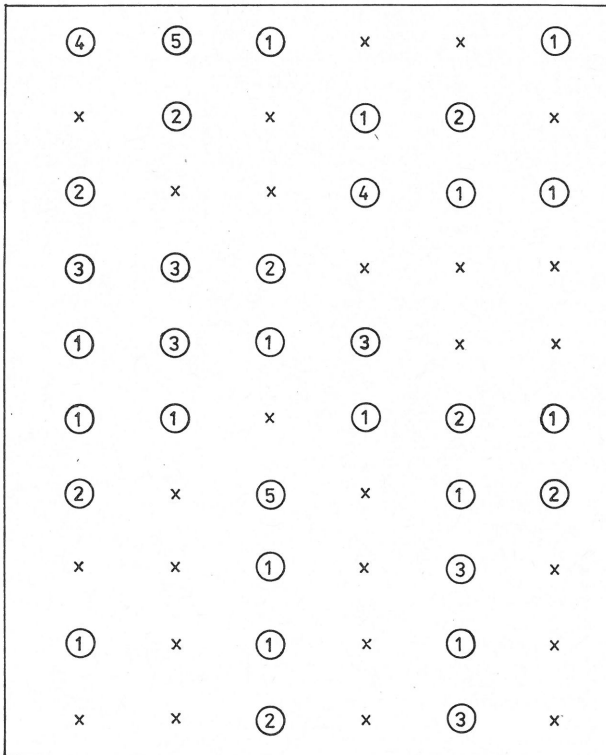 4 5 1 x x 1
x 2 x 1 2 x
2 x x 4 1 1
3 3 2 x x x
1 3 1 3 x x
1 1 x 1 2 1
2 x 5 x 1 2
x x 1 x 3 x
1 x 1 x 1 x
x x 2 x 3 x